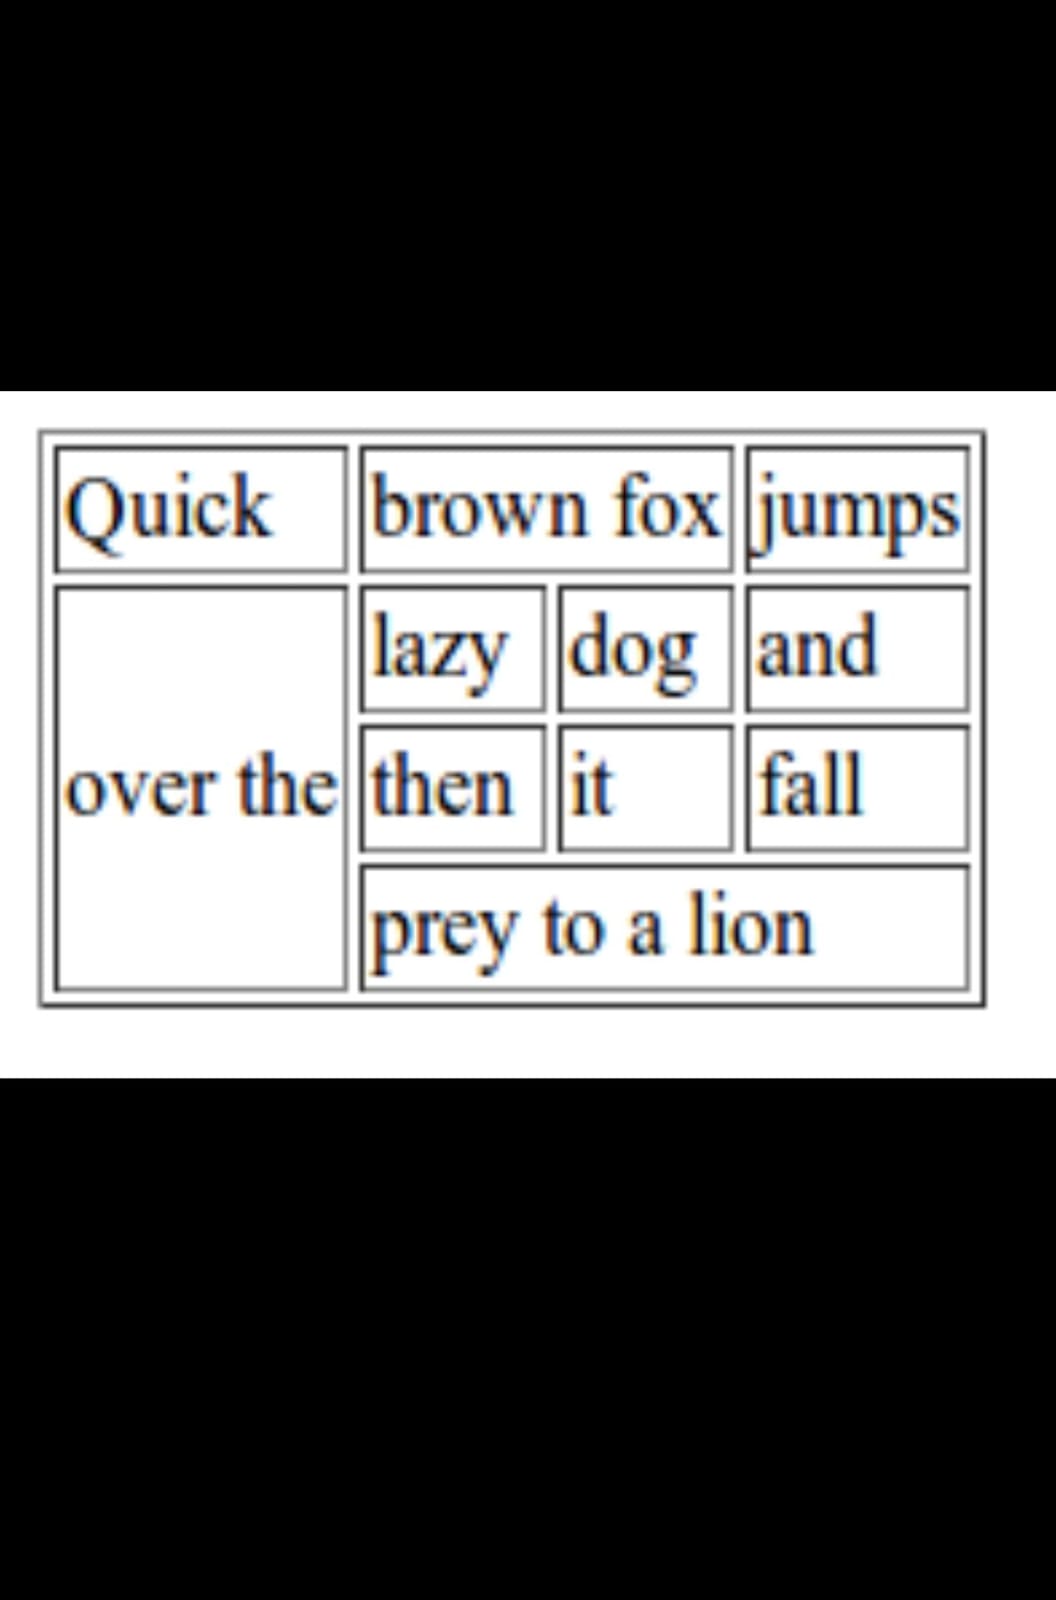 Quick brown fox jumps
over the
lazy dog and
then it fall
prey to a lion